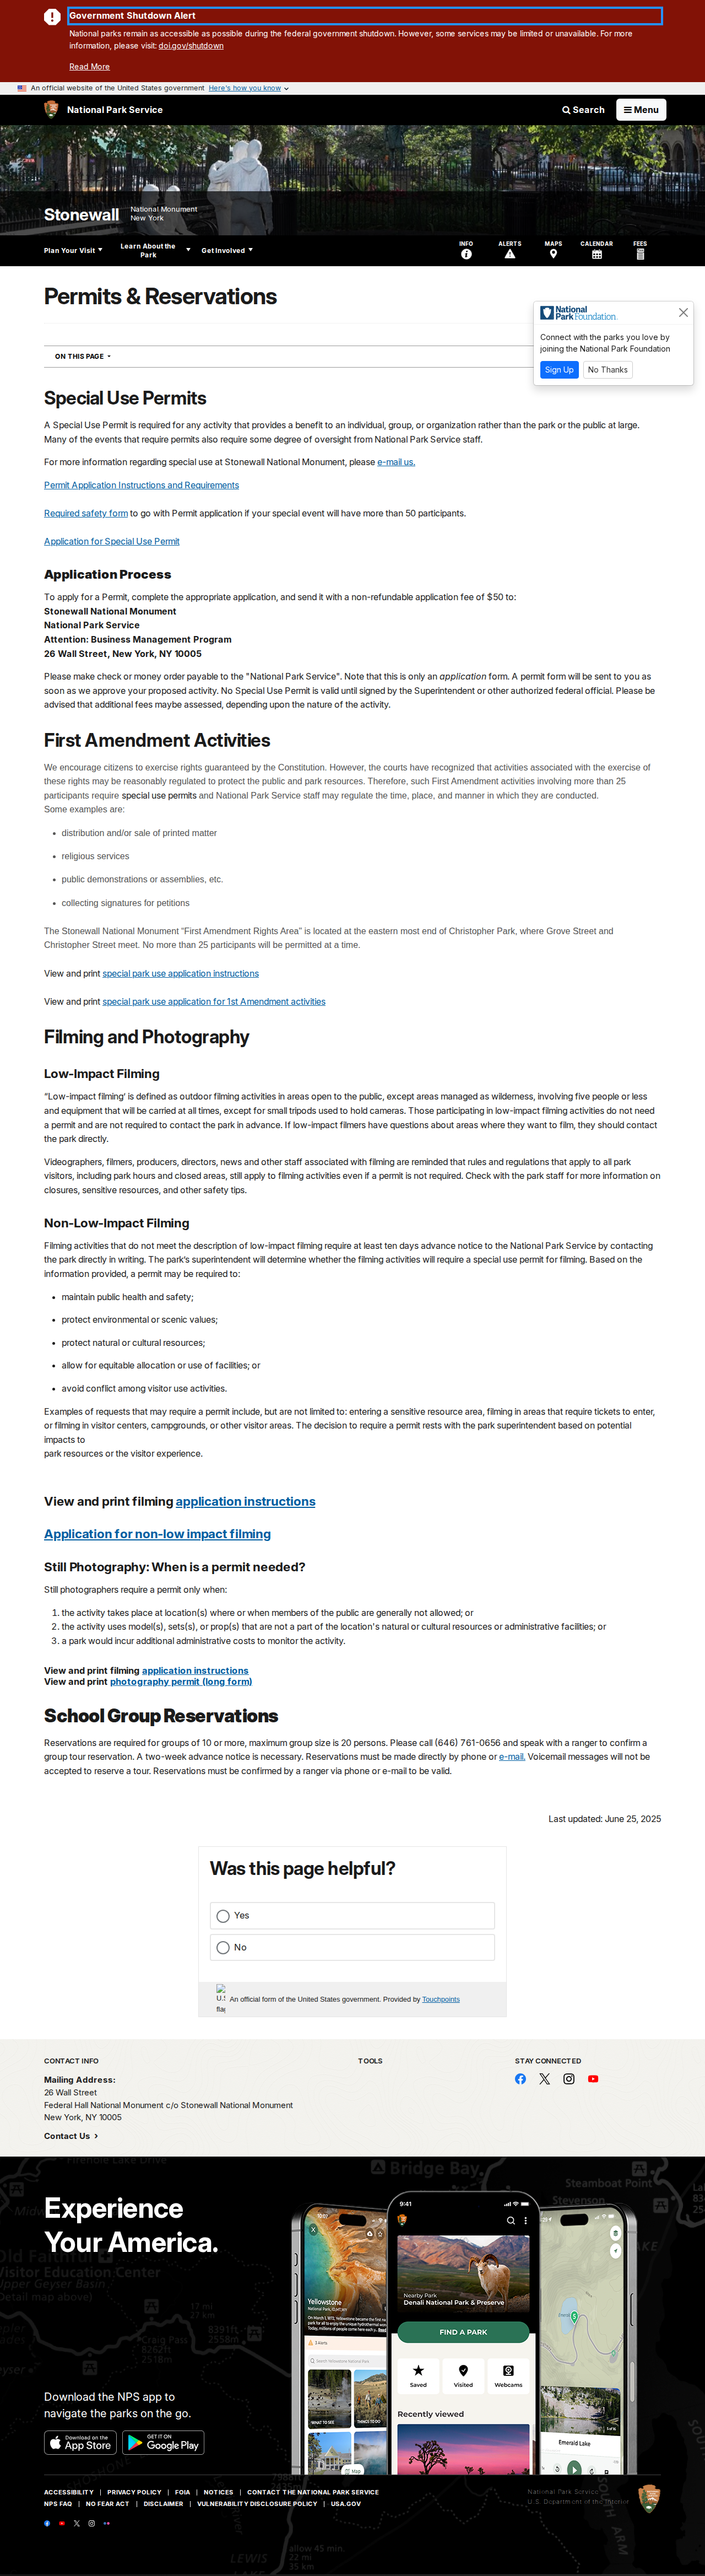 Government Shutdown Alert
National parks remain as accessible as possible during the federal government shutdown. However, some services may be limited or unavailable. For more
information, please visit: doi.gov/shutdown
Read More
An official website of the United States government Here's how you know
National Park Service
Search
Menu
Stonewall
National Monument
New York
Plan Your Visit
Learn About the
Park
Get Involved
INFO
ALERTS
MAPS
CALENDAR
FEES
Permits & Reservations
National
Park Foundation
Connect with the parks you love by
joining the National Park Foundation
Sign Up
No Thanks
ON THIS PAGE
Special Use Permits
A Special Use Permit is required for any activity that provides a benefit to an individual, group, or organization rather than the park or the public at large.
Many of the events that require permits also require some degree of oversight from National Park Service staff.
For more information regarding special use at Stonewall National Monument, please e-mail us.
Permit Application Instructions and Requirements
Required safety form to go with Permit application if your special event will have more than 50 participants.
Application for Special Use Permit
Application Process
To apply for a Permit, complete the appropriate application, and send it with a non-refundable application fee of $50 to:
Stonewall National Monument
National Park Service
Attention: Business Management Program
26 Wall Street, New York, NY 10005
Please make check or money order payable to the "National Park Service". Note that this is only an application form. A permit form will be sent to you as
soon as we approve your proposed activity. No Special Use Permit is valid until signed by the Superintendent or other authorized federal official. Please be
advised that additional fees maybe assessed, depending upon the nature of the activity.
First Amendment Activities
We encourage citizens to exercise rights guaranteed by the Constitution. However, the courts have recognized that activities associated with the exercise of
these rights may be reasonably regulated to protect the public and park resources. Therefore, such First Amendment activities involving more than 25
participants require special use permits and National Park Service staff may regulate the time, place, and manner in which they are conducted.
Some examples are:
distribution and/or sale of printed matter
religious services
public demonstrations or assemblies, etc.
collecting signatures for petitions
The Stonewall National Monument "First Amendment Rights Area" is located at the eastern most end of Christopher Park, where Grove Street and
Christopher Street meet. No more than 25 participants will be permitted at a time.
View and print special park use application instructions
View and print special park use application for 1st Amendment activities
Filming and Photography
Low-Impact Filming
“Low-impact filming' is defined as outdoor filming activities in areas open to the public, except areas managed as wilderness, involving five people or less
and equipment that will be carried at all times, except for small tripods used to hold cameras. Those participating in low-impact filming activities do not need
a permit and are not required to contact the park in advance. If low-impact filmers have questions about areas where they want to film, they should contact
the park directly.
Videographers, filmers, producers, directors, news and other staff associated with filming are reminded that rules and regulations that apply to all park
visitors, including park hours and closed areas, still apply to filming activities even if a permit is not required. Check with the park staff for more information on
closures, sensitive resources, and other safety tips.
Non-Low-Impact Filming
Filming activities that do not meet the description of low-impact filming require at least ten days advance notice to the National Park Service by contacting
the park directly in writing. The park's superintendent will determine whether the filming activities will require a special use permit for filming. Based on the
information provided, a permit may be required to:
maintain public health and safety;
protect environmental or scenic values;
protect natural or cultural resources;
allow for equitable allocation or use of facilities; or
avoid conflict among visitor use activities.
Examples of requests that may require a permit include, but are not limited to: entering a sensitive resource area, filming in areas that require tickets to enter,
or filming in visitor centers, campgrounds, or other visitor areas. The decision to require a permit rests with the park superintendent based on potential
impacts to
park resources or the visitor experience.
View and print filming application instructions
Application for non-low impact filming
Still Photography: When is a permit needed?
Still photographers require a permit only when:
1. the activity takes place at location(s) where or when members of the public are generally not allowed; or
2. the activity uses model(s), sets(s), or prop(s) that are not a part of the location's natural or cultural resources or administrative facilities; or
3. a park would incur additional administrative costs to monitor the activity.
View and print filming application instructions
View and print photography permit (long form)
School Group Reservations
Reservations are required for groups of 10 or more, maximum group size is 20 persons. Please call (646) 761-0656 and speak with a ranger to confirm a
group tour reservation. A two-week advance notice is necessary. Reservations must be made directly by phone or e-mail. Voicemail messages will not be
accepted to reserve a tour. Reservations must be confirmed by a ranger via phone or e-mail to be valid.
Last updated: June 25, 2025
Was this page helpful?
Yes
No
U.S.
flag
An official form of the United States government. Provided by Touchpoints
CONTACT INFO
TOOLS
STAY CONNECTED
Mailing Address:
26 Wall Street
Federal Hall National Monument c/o Stonewall National Monument
New York, NY 10005
Contact Us
Experience
Your America.
Bridge Bay
Steamboat Point
Stevenson
9:41
Nearby Park
Denali National Park & Preserve
FIND A PARK
Saved
Visited
Webcams
Recently viewed
Yellowstone
WHAT TO SEE
THINGS TO DO
Map
Emerald Lake
Old Faithful
Visitor Education Center
Upper Geyser Basin
(Detail map above)
17 mi
27 km
8391ft
2558m
Craig Pass
8262ft
2518m
Download the NPS app to
navigate the parks on the go.
Download on the
App Store
GET IT ON
Google Play
ACCESSIBILITY | PRIVACY POLICY | FOIA | NOTICES | CONTACT THE NATIONAL PARK SERVICE
NPS FAQ | NO FEAR ACT | DISCLAIMER | VULNERABILITY DISCLOSURE POLICY | USA.GOV
National Park Service
U.S. Department of the Interior
SOUTH ARM
LEWIS
allow 45 min.
22 mi
35 km